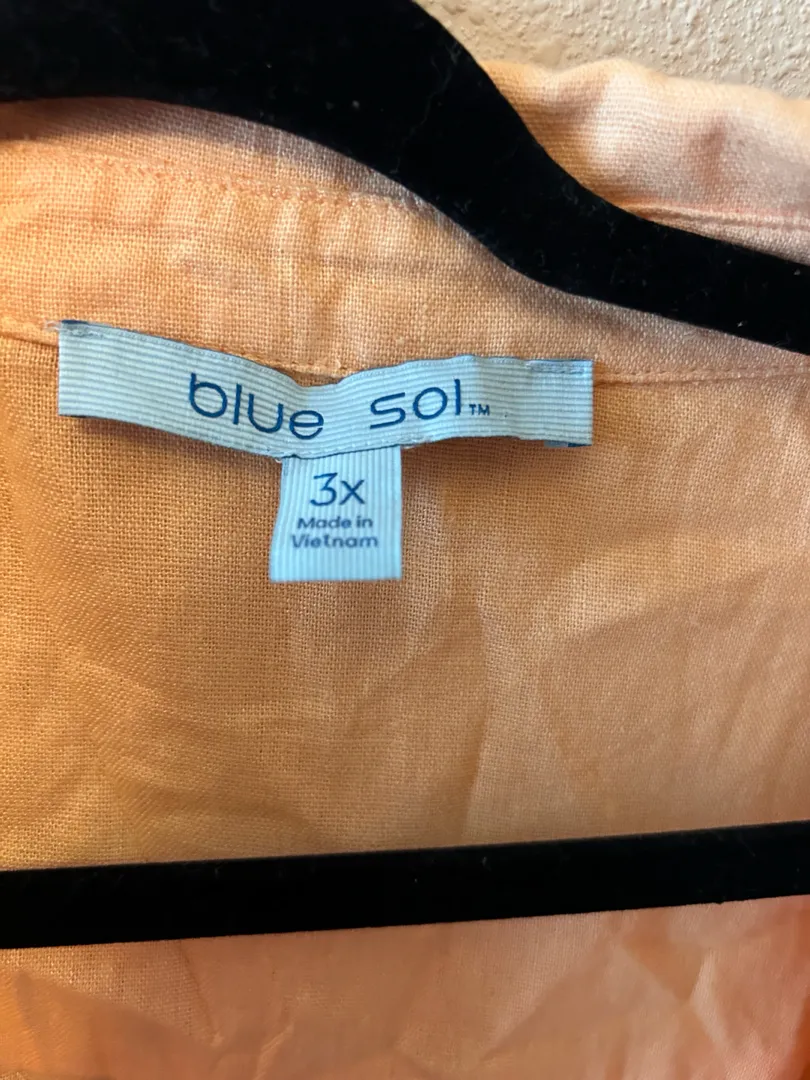 blue sol™
3x
Made in
Vietnam